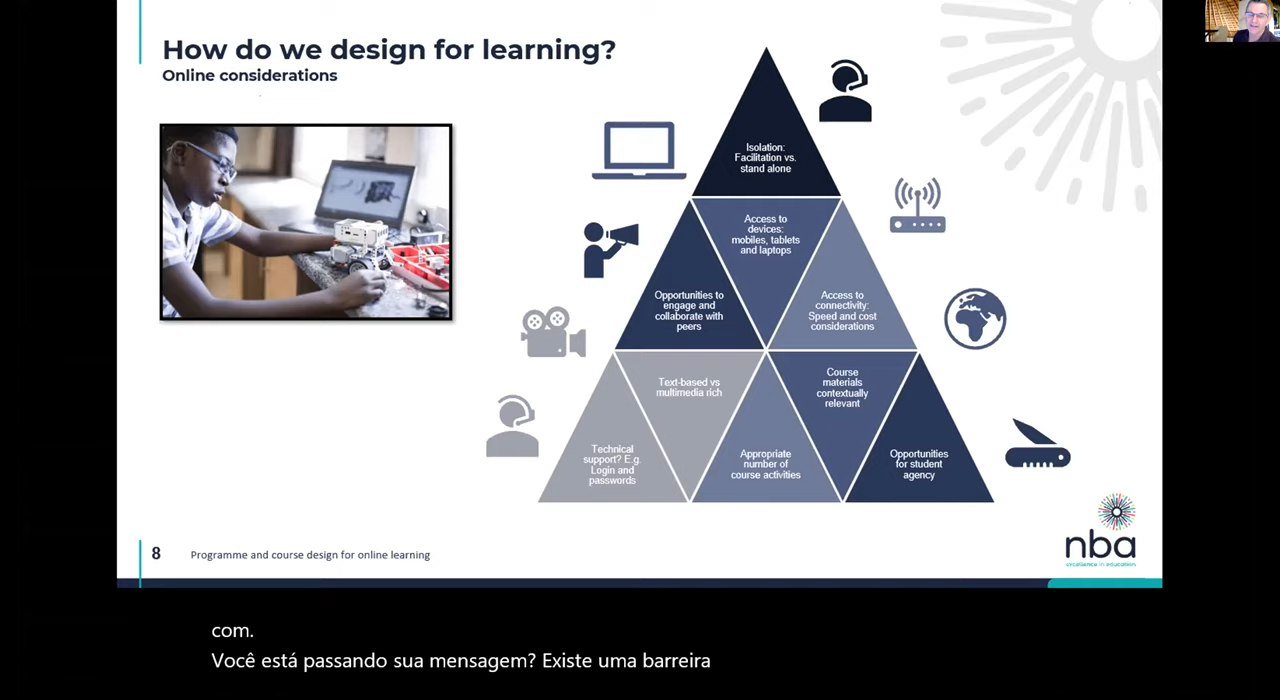 How do we design for learning?
Online considerations
Isolation:
Facilitation vs.
stand alone
Access to
devices:
mobiles, tablets
and laptops
Opportunities to
engage and
collaborate with
peers
Access to
connectivity:
Speed and cost
considerations
Text-based vs
multimedia rich
Course
materials
contextually
relevant
Technical
support? E.g.
Login and
passwords
Appropriate
number of
course activities
Opportunities
for student
agency
nba
excellence in education
8 Programme and course design for online learning
com.
Você está passando sua mensagem? Existe uma barreira